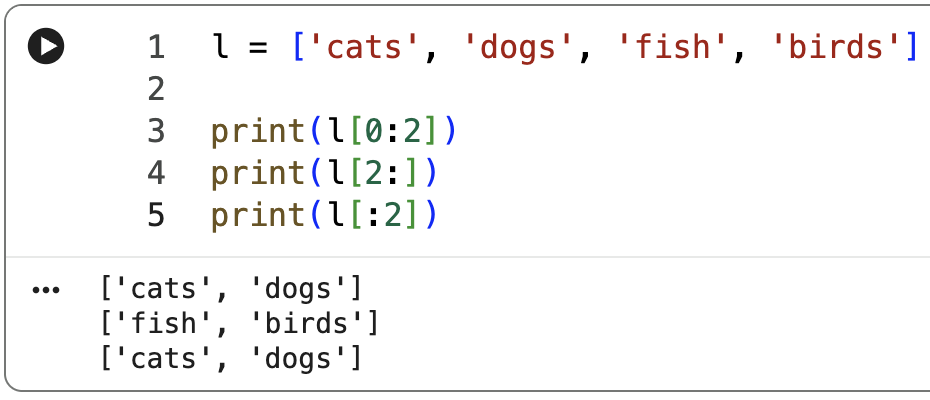 1 l = ['cats', 'dogs', 'fish', 'birds']
2
3 print(l[0:2])
4 print(l[2:])
5 print(l[:2])
['cats', 'dogs']
['fish', 'birds']
['cats', 'dogs']